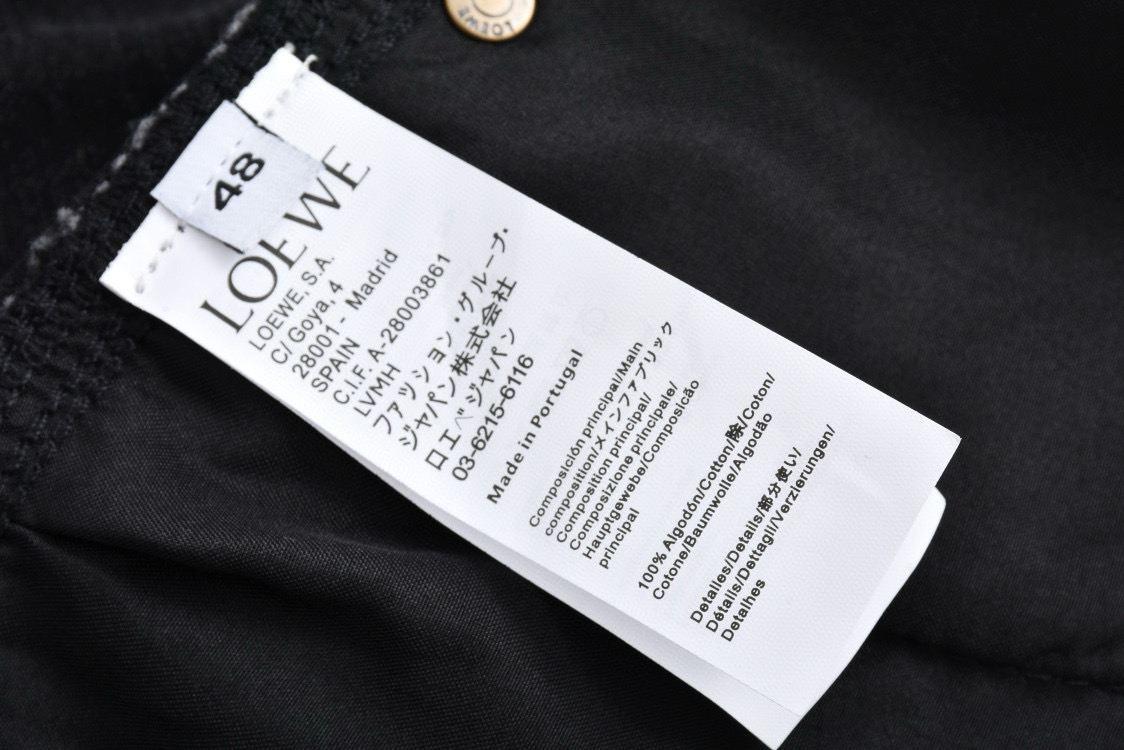 LOEWE
48
LOEWE
LOEWE, S.A.
C/ Goya, 4
28001 - Madrid
SPAIN
C.I.F. A-28003861
LVMH
ファッション・グループ・
ジャパン株式会社
ロエベジャパン
03-6215-6116
Made in Portugal
Composición principal/Main
composition/メインファブリック
Composition principal/
Composizione principale/
Hauptgewebe/Composicão
principal
100% Algodón/Cotton/除/Coton/
Cotone/Baumwolle/Algodão
Detalles/Details/部分使い/
Détails/Dettagli/Verzierungen/
Detalhes